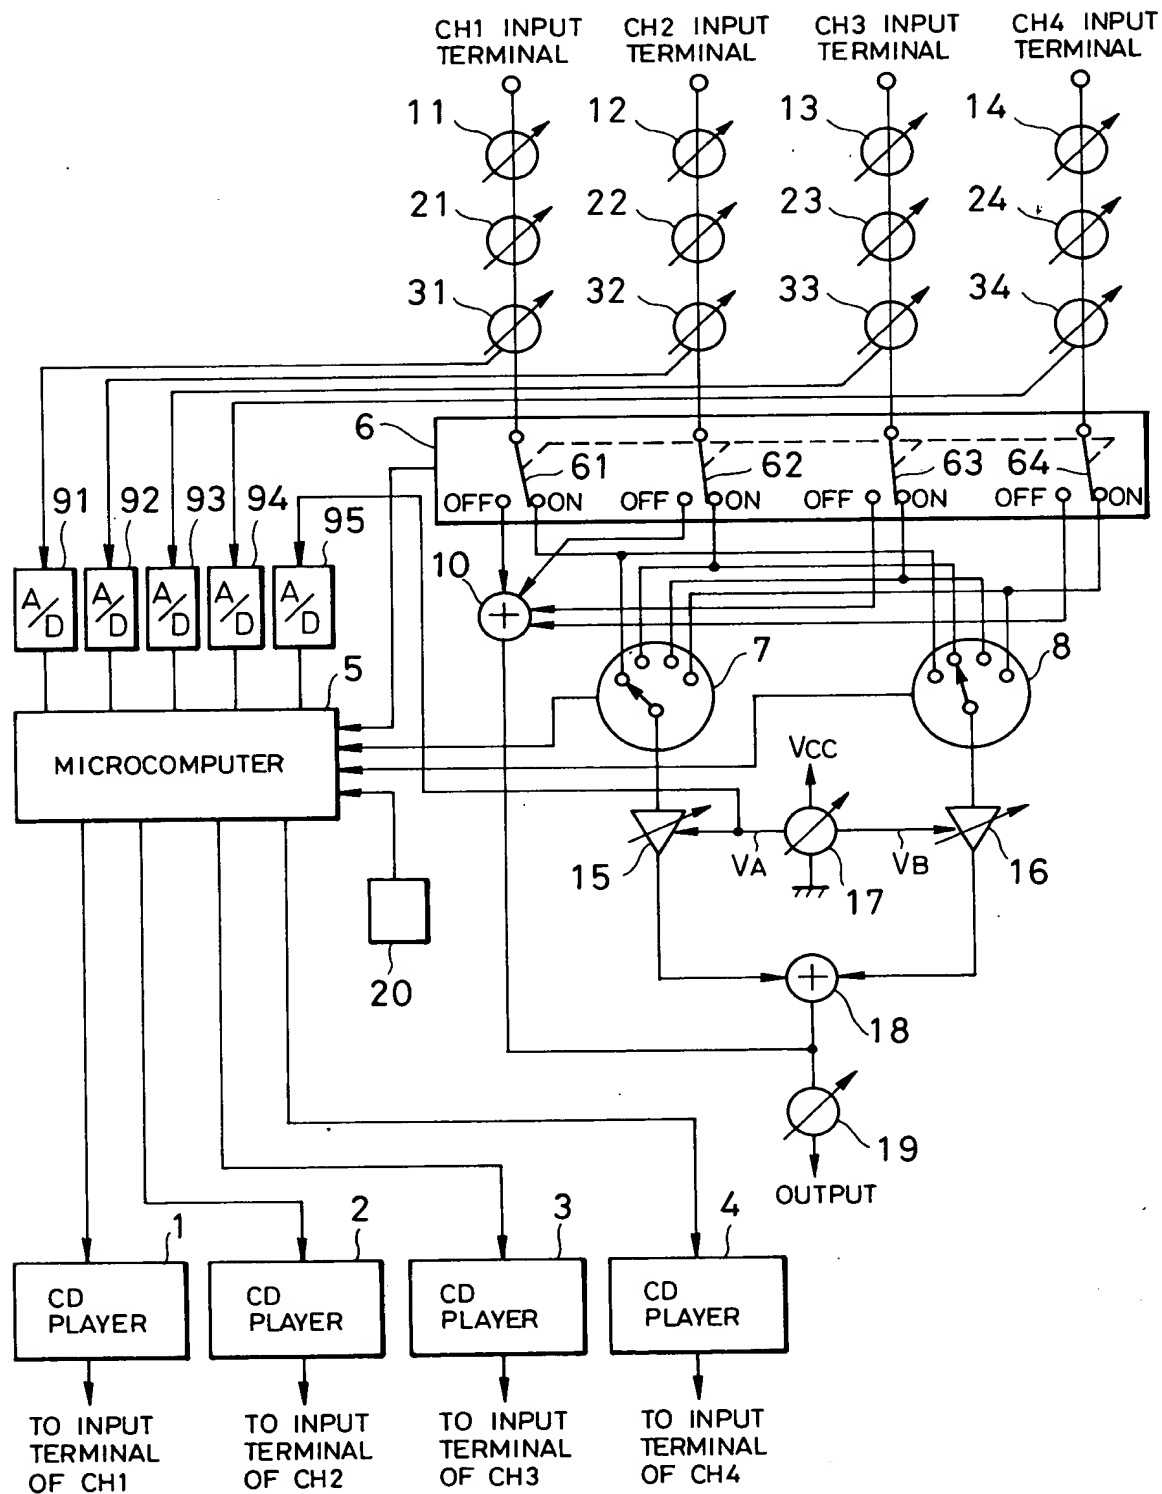 CH1 INPUT
TERMINAL
CH2 INPUT
TERMINAL
CH3 INPUT
TERMINAL
CH4 INPUT
TERMINAL
11
12
13
14
21
22
23
24
31
32
33
34
6
61
62
63
64
OFF
ON
OFF
ON
OFF
ON
OFF
ON
91
92
93
94
95
A/D
A/D
A/D
A/D
A/D
10
+
7
8
5
MICROCOMPUTER
VCC
15
VA
17
VB
16
20
+
18
19
OUTPUT
1
2
3
4
CD
PLAYER
CD
PLAYER
CD
PLAYER
CD
PLAYER
TO INPUT
TERMINAL
OF CH1
TO INPUT
TERMINAL
OF CH2
TO INPUT
TERMINAL
OF CH3
TO INPUT
TERMINAL
OF CH4